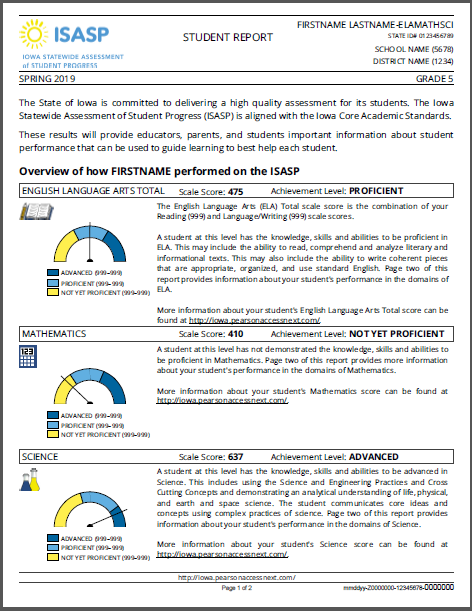 ISASP
IOWA STATEWIDE ASSESSMENT
of STUDENT PROGRESS
STUDENT REPORT
FIRSTNAME LASTNAME-ELAMATHSCI
STATE ID# 0123456789
SCHOOL NAME (5678)
DISTRICT NAME (1234)
SPRING 2019 GRADE 5
The State of Iowa is committed to delivering a high quality assessment for its students. The Iowa
Statewide Assessment of Student Progress (ISASP) is aligned with the Iowa Core Academic Standards.
These results will provide educators, parents, and students important information about student
performance that can be used to guide learning to best help each student.
Overview of how FIRSTNAME performed on the ISASP
ENGLISH LANGUAGE ARTS TOTAL Scale Score: 475 Achievement Level: PROFICIENT
The English Language Arts (ELA) Total scale score is the combination of your
Reading (999) and Language/Writing (999) scale scores.
A student at this level has the knowledge, skills and abilities to be proficient in
ELA. This may include the ability to read, comprehend and analyze literary and
informational texts. This may also include the ability to write coherent pieces
that are appropriate, organized, and use standard English. Page two of this
report provides information about your student's performance in the domains of
ELA.
More information about your student's English Language Arts Total score can be
found at http://iowa.pearsonaccessnext.com/.
ADVANCED (999–999)
PROFICIENT (999–999)
NOT YET PROFICIENT (999–999)
MATHEMATICS Scale Score: 410 Achievement Level: NOT YET PROFICIENT
123
A student at this level has not demonstrated the knowledge, skills and abilities to
be proficient in Mathematics. Page two of this report provides more information
about your student's performance in the domains of Mathematics.
More information about your student's Mathematics score can be found at
http://iowa.pearsonaccessnext.com/.
ADVANCED (999–999)
PROFICIENT (999–999)
NOT YET PROFICIENT (999–999)
SCIENCE Scale Score: 637 Achievement Level: ADVANCED
A student at this level has the knowledge, skills and abilities to be advanced in
Science. This includes using the Science and Engineering Practices and Cross
Cutting Concepts and demonstrating an analytical understanding of life, physical,
and earth and space science. The student communicates core ideas and
concepts using complex practices of science. Page two of this report provides
information about your student's performance in the domains of Science.
More information about your student's Science score can be found at
http://iowa.pearsonaccessnext.com/.
ADVANCED (999–999)
PROFICIENT (999–999)
NOT YET PROFICIENT (999–999)
http://iowa.pearsonaccessnext.com/
Page 1 of 2
mmddyy-Z0000000-12345678-0000000